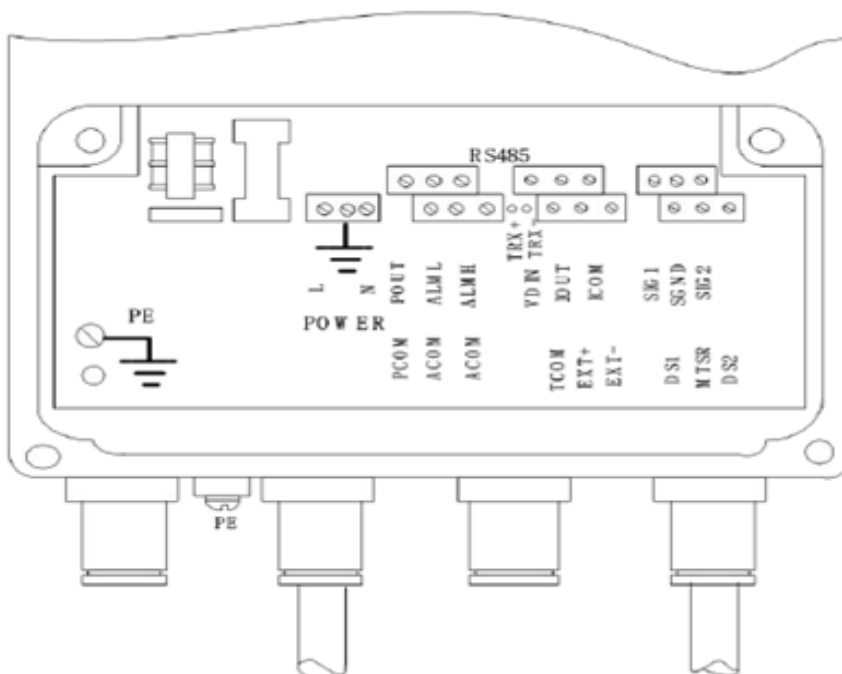 RS485
TRX+
TRX-
L
N
POWER
POUT
ALML
ALMH
VDIN
IOUT
ICOM
SIG1
SGND
SIG2
PE
PCOM
ACOM
ACOM
TCOM
EXT+
EXT-
DS1
MTSR
DS2
PE